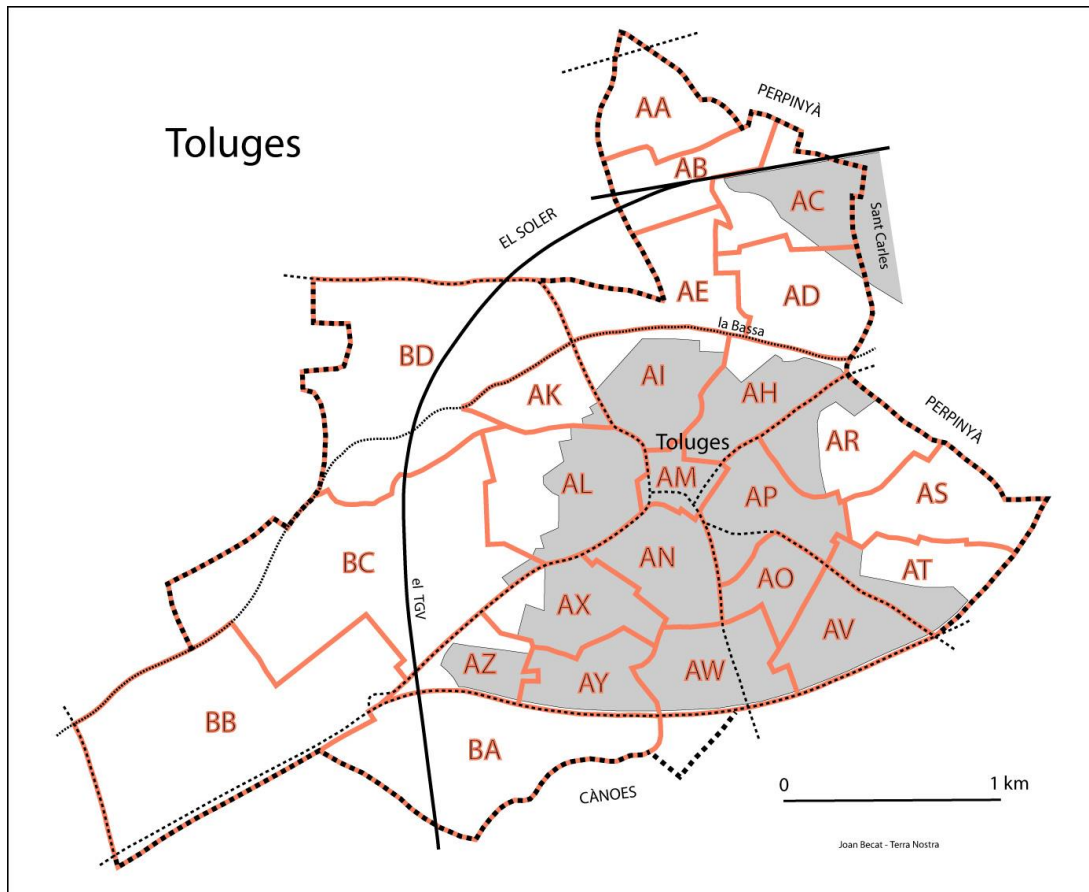 Toluges
PERPINYÀ
AA
AB
AC
Sant Carles
EL SOLER
AE
AD
la Bassa
BD
AI
AK
AH
PERPINYÀ
Toluges
AR
AL
AM
AP
AS
AN
BC
AO
AT
el TGV
AX
AV
AZ
AY
AW
BB
BA
CÀNOES
0 1 km
Joan Becat - Terra Nostra